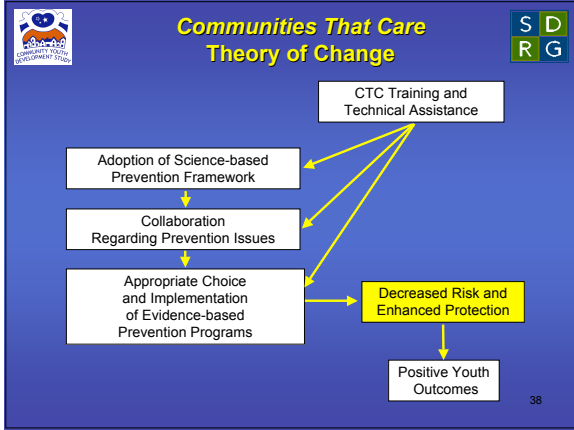 COMMUNITY YOUTH
DEVELOPMENT STUDY
Communities That Care
Theory of Change
S D
R G
CTC Training and
Technical Assistance
Adoption of Science-based
Prevention Framework
Collaboration
Regarding Prevention Issues
Appropriate Choice
and Implementation
of Evidence-based
Prevention Programs
Decreased Risk and
Enhanced Protection
Positive Youth
Outcomes
38